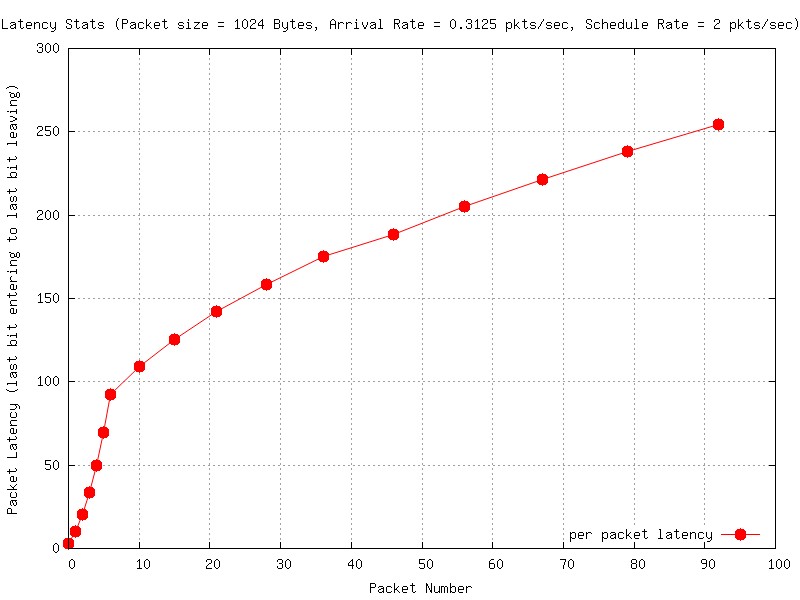 Latency Stats (Packet size = 1024 Bytes, Arrival Rate = 0.3125 pkts/sec, Schedule Rate = 2 pkts/sec)
300
250
200
150
100
50
0
Packet Latency (last bit entering to last bit leaving)
per packet latency
0 10 20 30 40 50 60 70 80 90 100
Packet Number